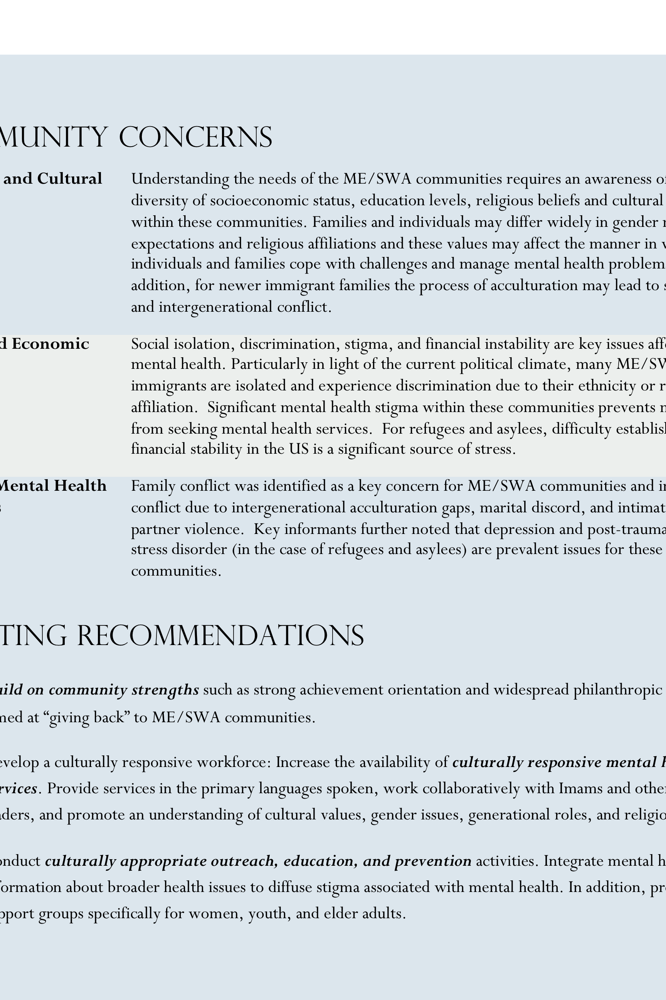 MUNITY CONCERNS
and Cultural
Understanding the needs of the ME/SWA communities requires an awareness of
diversity of socioeconomic status, education levels, religious beliefs and cultural
within these communities. Families and individuals may differ widely in gender
expectations and religious affiliations and these values may affect the manner in
individuals and families cope with challenges and manage mental health problem
addition, for newer immigrant families the process of acculturation may lead to
and intergenerational conflict.
d Economic
Social isolation, discrimination, stigma, and financial instability are key issues affe
mental health. Particularly in light of the current political climate, many ME/SW
immigrants are isolated and experience discrimination due to their ethnicity or r
affiliation. Significant mental health stigma within these communities prevents
from seeking mental health services. For refugees and asylees, difficulty establis
financial stability in the US is a significant source of stress.
Mental Health
s
Family conflict was identified as a key concern for ME/SWA communities and in
conflict due to intergenerational acculturation gaps, marital discord, and intimat
partner violence. Key informants further noted that depression and post-trauma
stress disorder (in the case of refugees and asylees) are prevalent issues for these
communities.
TING RECOMMENDATIONS
uild on community strengths such as strong achievement orientation and widespread philanthropic
med at “giving back” to ME/SWA communities.
evelop a culturally responsive workforce: Increase the availability of culturally responsive mental h
rvices. Provide services in the primary languages spoken, work collaboratively with Imams and other
aders, and promote an understanding of cultural values, gender issues, generational roles, and religio
onduct culturally appropriate outreach, education, and prevention activities. Integrate mental h
formation about broader health issues to diffuse stigma associated with mental health. In addition, pro
pport groups specifically for women, youth, and elder adults.